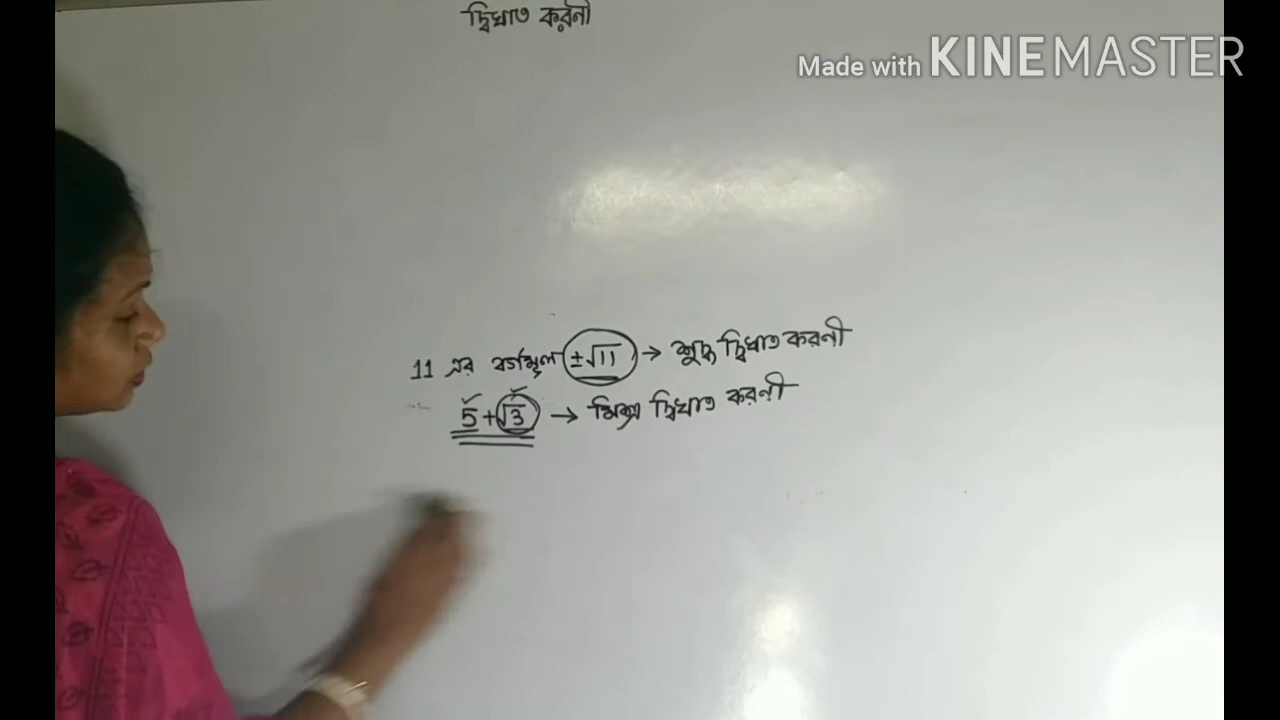 দ্বিঘাত করণী
Made with KINEMASTER
11 এর বর্গমূল ±√11 → শুদ্ধ দ্বিঘাত করণী
5+√3 → মিশ্র দ্বিঘাত করণী